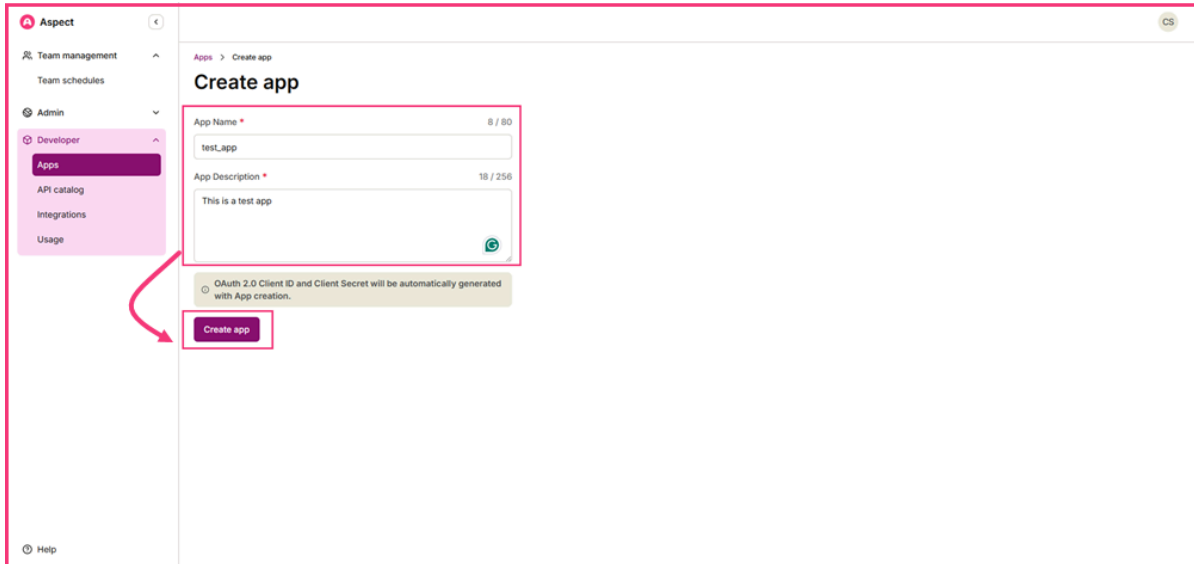 Aspect
CS
Team management
Team schedules
Admin
Developer
Apps
API catalog
Integrations
Usage
Help
Apps > Create app
Create app
App Name * 8 / 80
test_app
App Description * 18 / 256
This is a test app
OAuth 2.0 Client ID and Client Secret will be automatically generated
with App creation.
Create app